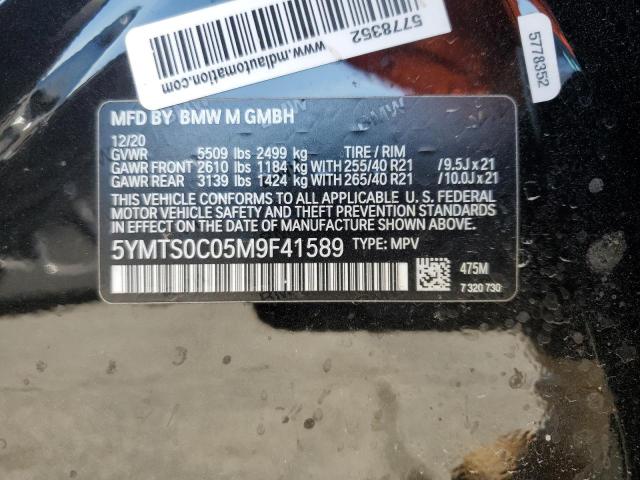 5778352
www.mdiautomation.com
5778352
MFD BY BMW M GMBH
12/20
GVWR 5509 lbs 2499 kg TIRE / RIM
GAWR FRONT 2610 lbs 1184 kg WITH 255/40 R21 / 9.5J x 21
GAWR REAR 3139 lbs 1424 kg WITH 265/40 R21 / 10.0J x 21
THIS VEHICLE CONFORMS TO ALL APPLICABLE U. S. FEDERAL
MOTOR VEHICLE SAFETY AND THEFT PREVENTION STANDARDS
IN EFFECT ON THE DATE OF MANUFACTURE SHOWN ABOVE.
5YMTS0C05M9F41589 TYPE: MPV
475M
7 320 730